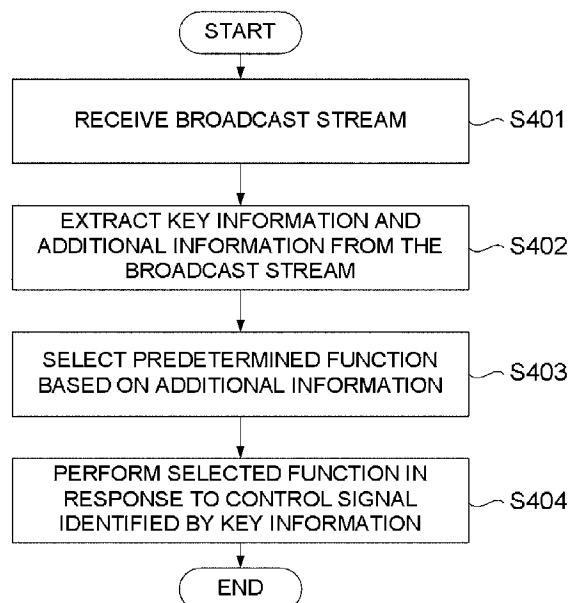 START
RECEIVE BROADCAST STREAM
S401
EXTRACT KEY INFORMATION AND
ADDITIONAL INFORMATION FROM THE
BROADCAST STREAM
S402
SELECT PREDETERMINED FUNCTION
BASED ON ADDITIONAL INFORMATION
S403
PERFORM SELECTED FUNCTION IN
RESPONSE TO CONTROL SIGNAL
IDENTIFIED BY KEY INFORMATION
S404
END